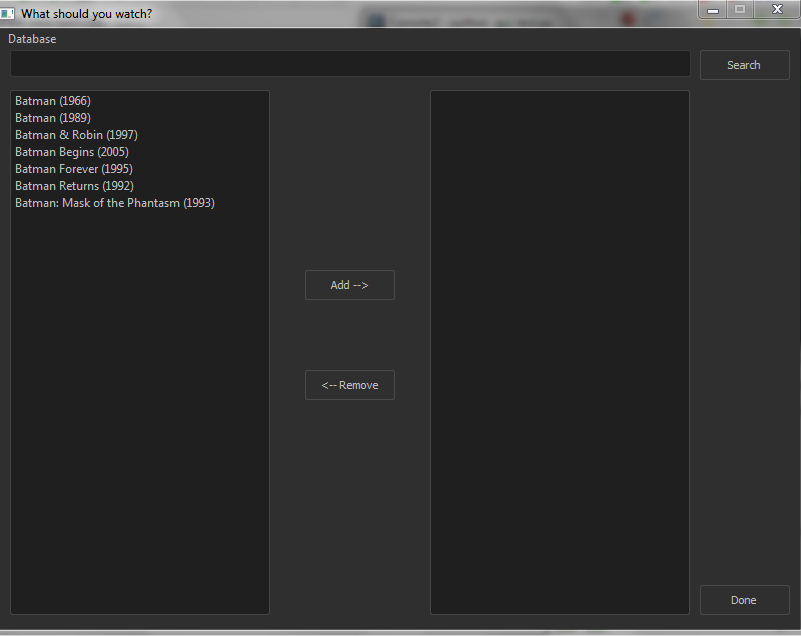 What should you watch?
Database
Search
Batman (1966)
Batman (1989)
Batman & Robin (1997)
Batman Begins (2005)
Batman Forever (1995)
Batman Returns (1992)
Batman: Mask of the Phantasm (1993)
Add -->
<-- Remove
Done